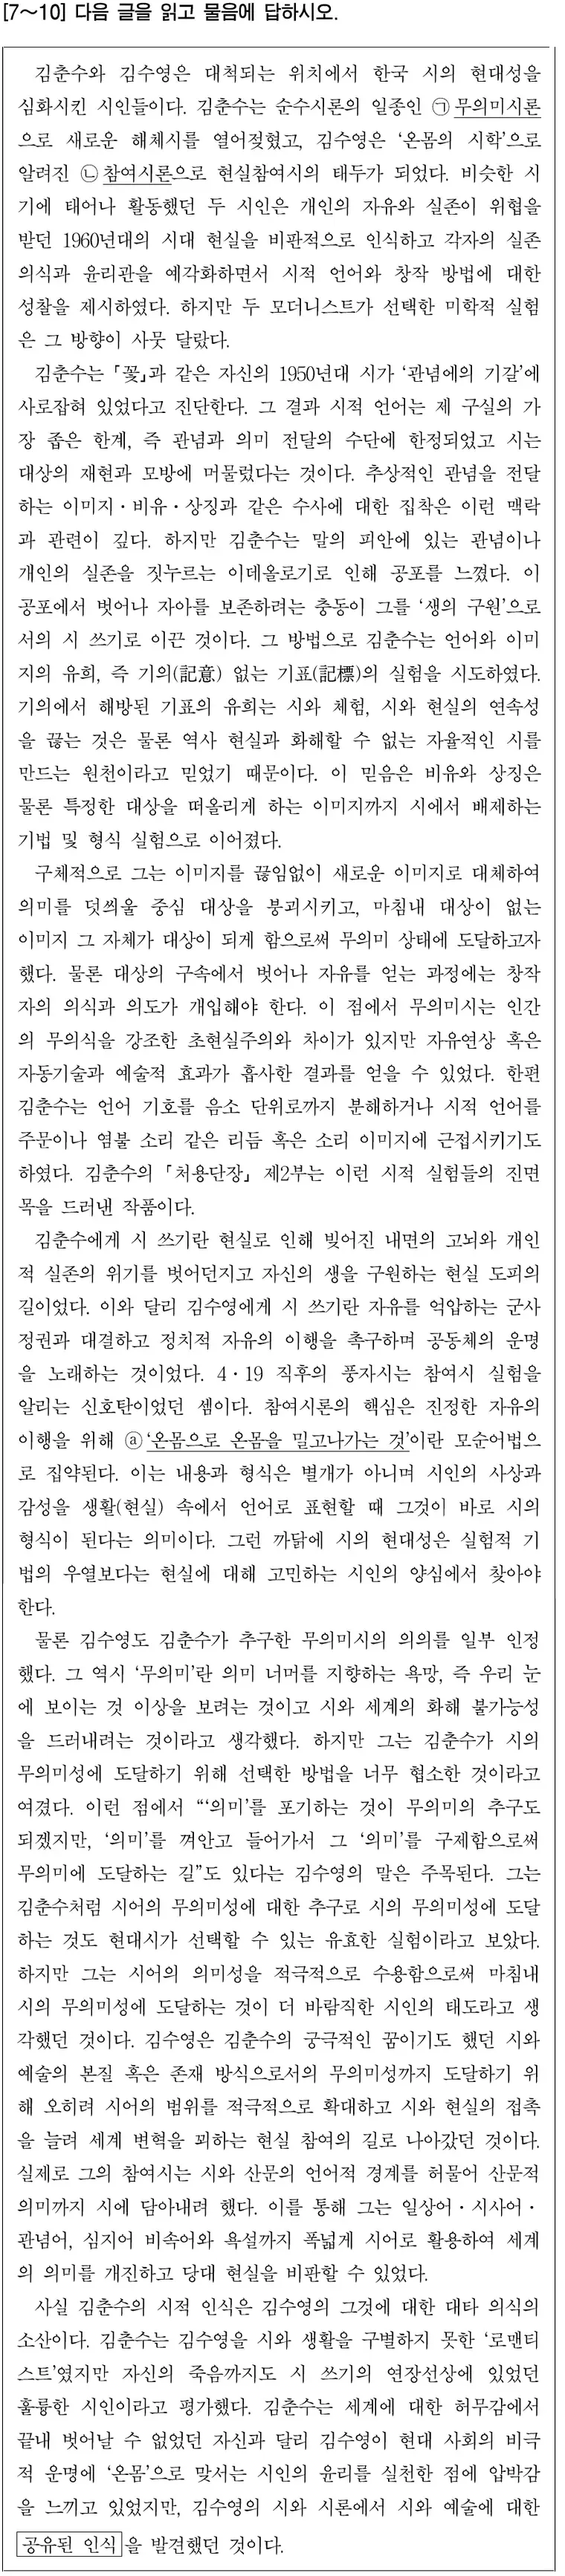 [7～10] 다음 글을 읽고 물음에 답하시오.
김춘수와 김수영은 대척되는 위치에서 한국 시의 현대성을
심화시킨 시인들이다. 김춘수는 순수시론의 일종인 ㉠ 무의미시론
으로 새로운 해체시를 열어젖혔고, 김수영은 ‘온몸의 시학’으로
알려진 ㉡ 참여시론으로 현실참여시의 태두가 되었다. 비슷한 시
기에 태어나 활동했던 두 시인은 개인의 자유와 실존이 위협을
받던 1960년대의 시대 현실을 비판적으로 인식하고 각자의 실존
의식과 윤리관을 예각화하면서 시적 언어와 창작 방법에 대한
성찰을 제시하였다. 하지만 두 모더니스트가 선택한 미학적 실험
은 그 방향이 사뭇 달랐다.
김춘수는 「꽃」과 같은 자신의 1950년대 시가 ‘관념에의 기갈’에
사로잡혀 있었다고 진단한다. 그 결과 시적 언어는 제 구실의 가
장 좁은 한계, 즉 관념과 의미 전달의 수단에 한정되었고 시는
대상의 재현과 모방에 머물렀다는 것이다. 추상적인 관념을 전달
하는 이미지･비유･상징과 같은 수사에 대한 집착은 이런 맥락
과 관련이 깊다. 하지만 김춘수는 말의 피안에 있는 관념이나
개인의 실존을 짓누르는 이데올로기로 인해 공포를 느꼈다. 이
공포에서 벗어나 자아를 보존하려는 충동이 그를 ‘생의 구원’으로
서의 시 쓰기로 이끈 것이다. 그 방법으로 김춘수는 언어와 이미
지의 유희, 즉 기의(記意) 없는 기표(記標)의 실험을 시도하였다.
기의에서 해방된 기표의 유희는 시와 체험, 시와 현실의 연속성
을 끊는 것은 물론 역사 현실과 화해할 수 없는 자율적인 시를
만드는 원천이라고 믿었기 때문이다. 이 믿음은 비유와 상징은
물론 특정한 대상을 떠올리게 하는 이미지까지 시에서 배제하는
기법 및 형식 실험으로 이어졌다.
구체적으로 그는 이미지를 끊임없이 새로운 이미지로 대체하여
의미를 덧씌울 중심 대상을 붕괴시키고, 마침내 대상이 없는
이미지 그 자체가 대상이 되게 함으로써 무의미 상태에 도달하고자
했다. 물론 대상의 구속에서 벗어나 자유를 얻는 과정에는 창작
자의 의식과 의도가 개입해야 한다. 이 점에서 무의미시는 인간
의 무의식을 강조한 초현실주의와 차이가 있지만 자유연상 혹은
자동기술과 예술적 효과가 흡사한 결과를 얻을 수 있었다. 한편
김춘수는 언어 기호를 음소 단위로까지 분해하거나 시적 언어를
주문이나 염불 소리 같은 리듬 혹은 소리 이미지에 근접시키기도
하였다. 김춘수의 「처용단장」 제2부는 이런 시적 실험들의 진면
목을 드러낸 작품이다.
김춘수에게 시 쓰기란 현실로 인해 빚어진 내면의 고뇌와 개인
적 실존의 위기를 벗어던지고 자신의 생을 구원하는 현실 도피의
길이었다. 이와 달리 김수영에게 시 쓰기란 자유를 억압하는 군사
정권과 대결하고 정치적 자유의 이행을 촉구하며 공동체의 운명
을 노래하는 것이었다. 4･19 직후의 풍자시는 참여시 실험을
알리는 신호탄이었던 셈이다. 참여시론의 핵심은 진정한 자유의
이행을 위해 ⓐ ‘온몸으로 온몸을 밀고나가는 것’이란 모순어법으
로 집약된다. 이는 내용과 형식은 별개가 아니며 시인의 사상과
감성을 생활(현실) 속에서 언어로 표현할 때 그것이 바로 시의
형식이 된다는 의미이다. 그런 까닭에 시의 현대성은 실험적 기
법의 우열보다는 현실에 대해 고민하는 시인의 양심에서 찾아야
한다.
물론 김수영도 김춘수가 추구한 무의미시의 의의를 일부 인정
했다. 그 역시 ‘무의미’란 의미 너머를 지향하는 욕망, 즉 우리 눈
에 보이는 것 이상을 보려는 것이고 시와 세계의 화해 불가능성
을 드러내려는 것이라고 생각했다. 하지만 그는 김춘수가 시의
무의미성에 도달하기 위해 선택한 방법을 너무 협소한 것이라고
여겼다. 이런 점에서 “‘의미’를 포기하는 것이 무의미의 추구도
되겠지만, ‘의미’를 껴안고 들어가서 그 ‘의미’를 구제함으로써
무의미에 도달하는 길”도 있다는 김수영의 말은 주목된다. 그는
김춘수처럼 시어의 무의미성에 대한 추구로 시의 무의미성에 도달
하는 것도 현대시가 선택할 수 있는 유효한 실험이라고 보았다.
하지만 그는 시어의 의미성을 적극적으로 수용함으로써 마침내
시의 무의미성에 도달하는 것이 더 바람직한 시인의 태도라고 생
각했던 것이다. 김수영은 김춘수의 궁극적인 꿈이기도 했던 시와
예술의 본질 혹은 존재 방식으로서의 무의미성까지 도달하기 위
해 오히려 시어의 범위를 적극적으로 확대하고 시와 현실의 접촉
을 늘려 세계 변혁을 꾀하는 현실 참여의 길로 나아갔던 것이다.
실제로 그의 참여시는 시와 산문의 언어적 경계를 허물어 산문적
의미까지 시에 담아내려 했다. 이를 통해 그는 일상어･시사어･
관념어, 심지어 비속어와 욕설까지 폭넓게 시어로 활용하여 세계
의 의미를 개진하고 당대 현실을 비판할 수 있었다.
사실 김춘수의 시적 인식은 김수영의 그것에 대한 대타 의식의
소산이다. 김춘수는 김수영을 시와 생활을 구별하지 못한 ‘로맨티
스트’였지만 자신의 죽음까지도 시 쓰기의 연장선상에 있었던
훌륭한 시인이라고 평가했다. 김춘수는 세계에 대한 허무감에서
끝내 벗어날 수 없었던 자신과 달리 김수영이 현대 사회의 비극
적 운명에 ‘온몸’으로 맞서는 시인의 윤리를 실천한 점에 압박감
을 느끼고 있었지만, 김수영의 시와 시론에서 시와 예술에 대한
공유된 인식을 발견했던 것이다.